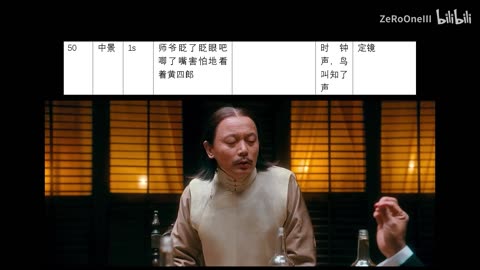 ZeRoOneIII bilibili
50 中景 1s 师爷眨了眨眼吧 时钟
唧了嘴害怕地看 声，鸟 定镜
着黄四郎 叫知了
声